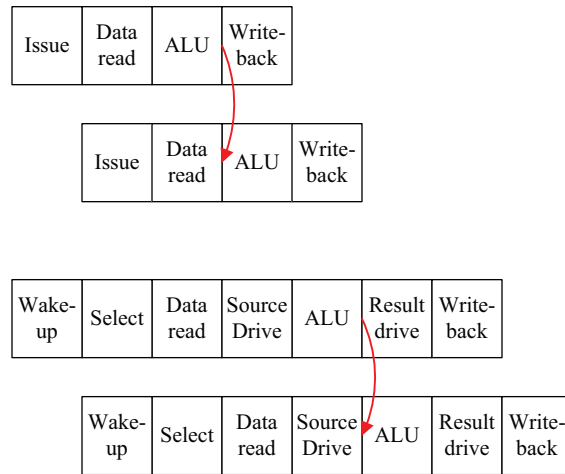 Issue
Data
read
ALU
Write-
back
Issue
Data
read
ALU
Write-
back
Wake-
up
Select
Data
read
Source
Drive
ALU
Result
drive
Write-
back
Wake-
up
Select
Data
read
Source
Drive
ALU
Result
drive
Write-
back